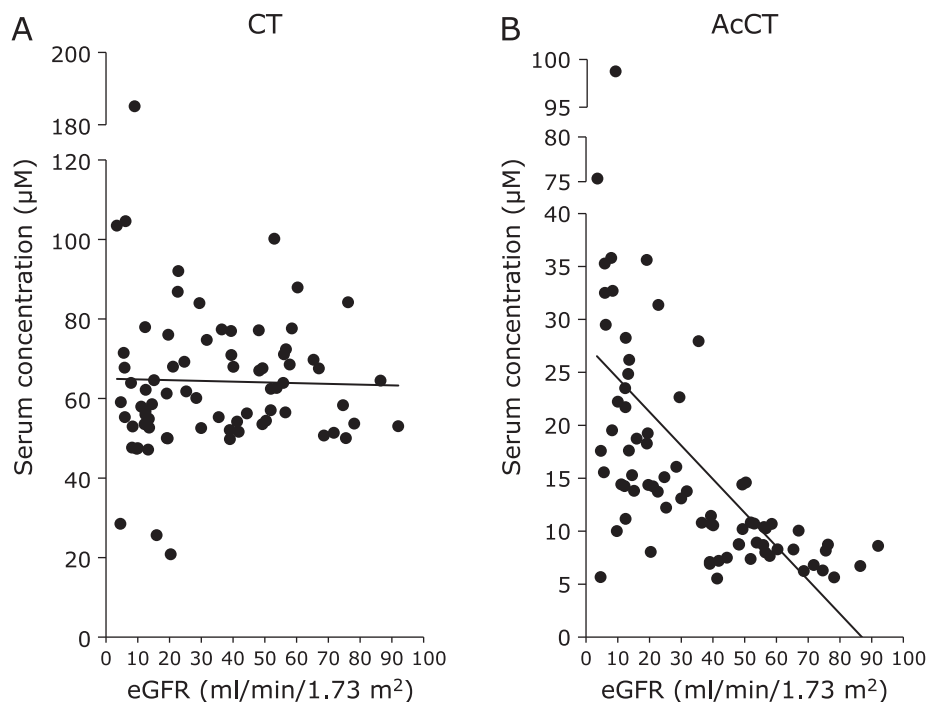 A
CT
Serum concentration (µM)
200
180
120
100
80
60
40
20
0
0 10 20 30 40 50 60 70 80 90 100
eGFR (ml/min/1.73 m²)
B
AcCT
Serum concentration (µM)
100
95
80
75
40
35
30
25
20
15
10
5
0
0 10 20 30 40 50 60 70 80 90 100
eGFR (ml/min/1.73 m²)